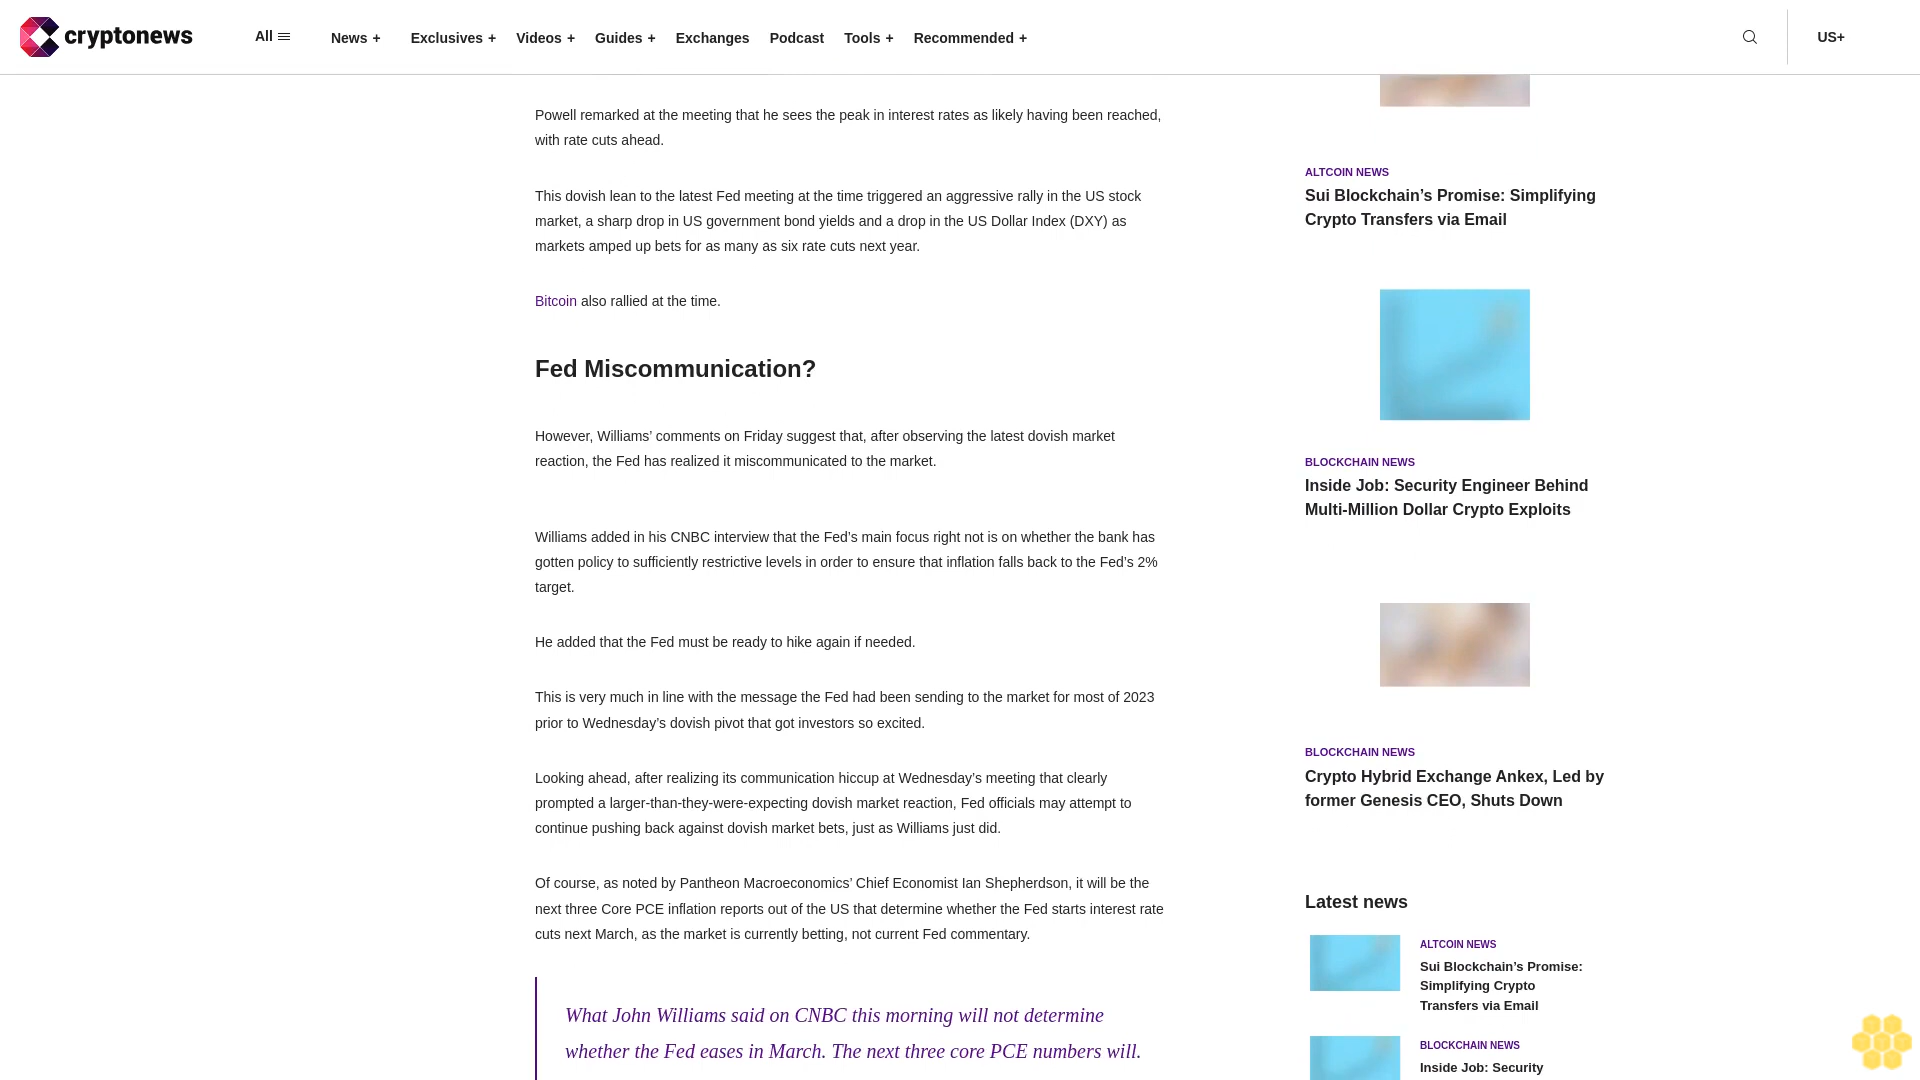 cryptonews
All
News +
Exclusives +
Videos +
Guides +
Exchanges
Podcast
Tools +
Recommended +
US+
Powell remarked at the meeting that he sees the peak in interest rates as likely having been reached,
with rate cuts ahead.
This dovish lean to the latest Fed meeting at the time triggered an aggressive rally in the US stock
market, a sharp drop in US government bond yields and a drop in the US Dollar Index (DXY) as
markets amped up bets for as many as six rate cuts next year.
Bitcoin also rallied at the time.
Fed Miscommunication?
However, Williams’ comments on Friday suggest that, after observing the latest dovish market
reaction, the Fed has realized it miscommunicated to the market.
Williams added in his CNBC interview that the Fed’s main focus right not is on whether the bank has
gotten policy to sufficiently restrictive levels in order to ensure that inflation falls back to the Fed’s 2%
target.
He added that the Fed must be ready to hike again if needed.
This is very much in line with the message the Fed had been sending to the market for most of 2023
prior to Wednesday’s dovish pivot that got investors so excited.
Looking ahead, after realizing its communication hiccup at Wednesday’s meeting that clearly
prompted a larger-than-they-were-expecting dovish market reaction, Fed officials may attempt to
continue pushing back against dovish market bets, just as Williams just did.
Of course, as noted by Pantheon Macroeconomics’ Chief Economist Ian Shepherdson, it will be the
next three Core PCE inflation reports out of the US that determine whether the Fed starts interest rate
cuts next March, as the market is currently betting, not current Fed commentary.
What John Williams said on CNBC this morning will not determine
whether the Fed eases in March. The next three core PCE numbers will.
ALTCOIN NEWS
Sui Blockchain’s Promise: Simplifying
Crypto Transfers via Email
BLOCKCHAIN NEWS
Inside Job: Security Engineer Behind
Multi-Million Dollar Crypto Exploits
BLOCKCHAIN NEWS
Crypto Hybrid Exchange Ankex, Led by
former Genesis CEO, Shuts Down
Latest news
ALTCOIN NEWS
Sui Blockchain’s Promise:
Simplifying Crypto
Transfers via Email
BLOCKCHAIN NEWS
Inside Job: Security